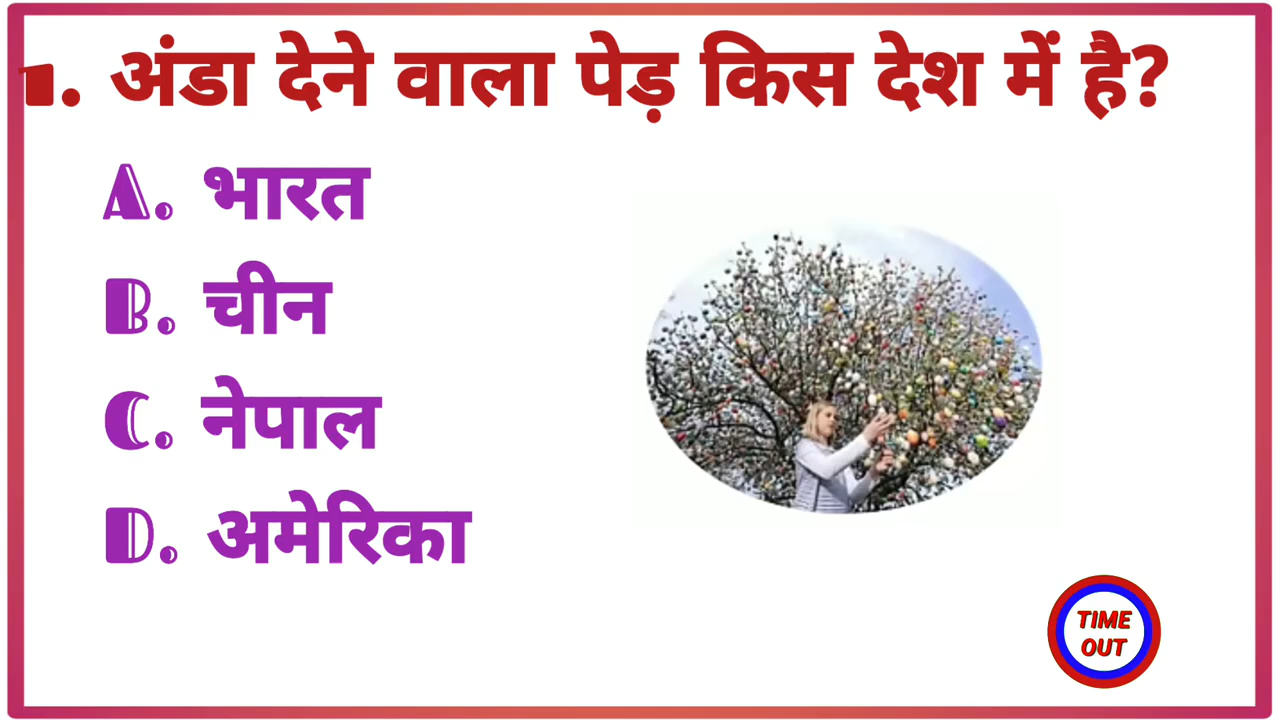 1. अंडा देने वाला पेड़ किस देश में है?
A. भारत
B. चीन
C. नेपाल
D. अमेरिका
TIME
OUT